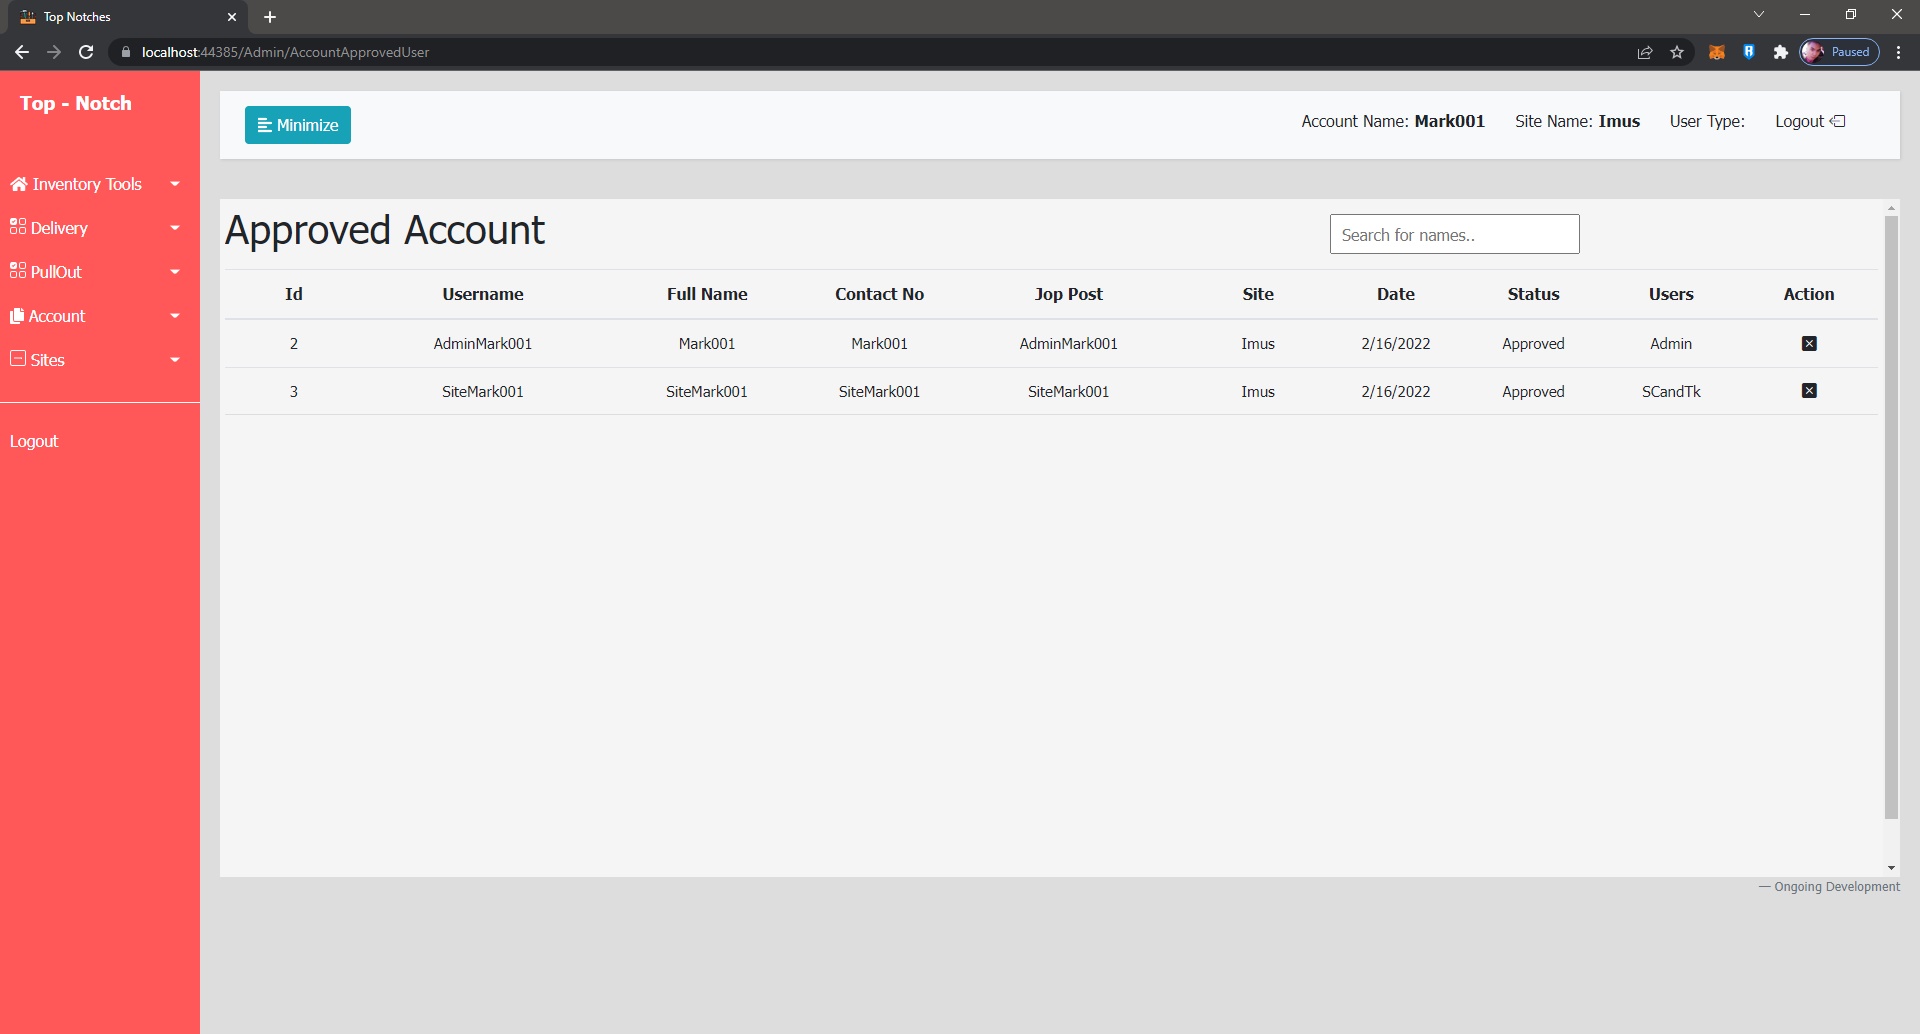 Top Notches
localhost:44385/Admin/AccountApprovedUser
Paused
Top - Notch
Minimize
Account Name: Mark001 Site Name: Imus User Type: Logout
Inventory Tools
Delivery
PullOut
Account
Sites
Logout
Approved Account
Search for names..
Id Username Full Name Contact No Jop Post Site Date Status Users Action
2 AdminMark001 Mark001 Mark001 AdminMark001 Imus 2/16/2022 Approved Admin
3 SiteMark001 SiteMark001 SiteMark001 SiteMark001 Imus 2/16/2022 Approved SCandTk
— Ongoing Development